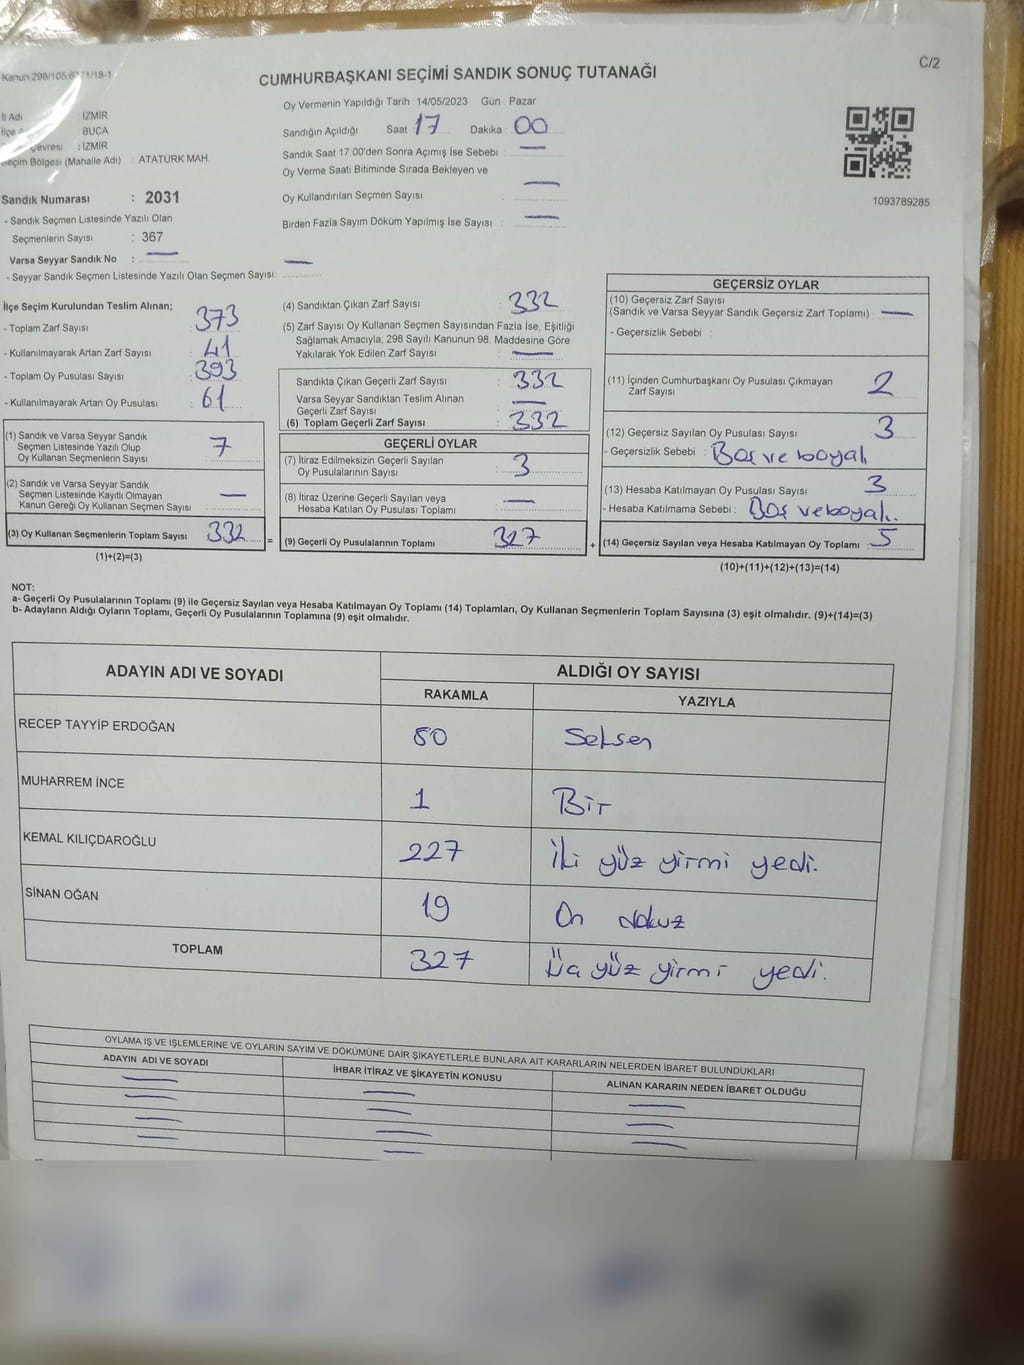 Kanun 298/105
C/2
CUMHURBAŞKANI SEÇİMİ SANDIK SONUÇ TUTANAĞI
İl Adı İZMİR
BUCA
Çevresi : İZMİR
Seçim Bölgesi (Mahalle Adı) : ATATÜRK MAH.
Sandık Numarası : 2031
- Sandık Seçmen Listesinde Yazılı Olan
Seçmenlerin Sayısı : 367
Varsa Seyyar Sandık No : —
- Seyyar Sandık Seçmen Listesinde Yazılı Olan Seçmen Sayısı: —
Oy Vermenin Yapıldığı Tarih : 14/05/2023 Gün : Pazar
Sandığın Açıldığı Saat 17 Dakika : 00
Sandık Saat 17:00'den Sonra Açımış İse Sebebi : —
Oy Verme Saati Bitiminde Sırada Bekleyen ve
Oy Kullandırılan Seçmen Sayısı : —
Birden Fazla Sayım Döküm Yapılmış İse Sayısı : —
1093789285
İlçe Seçim Kurulundan Teslim Alınan;
- Toplam Zarf Sayısı : 373
- Kullanılmayarak Artan Zarf Sayısı : 41
- Toplam Oy Pusulası Sayısı : 393
- Kullanılmayarak Artan Oy Pusulası : 61
(1) Sandık ve Varsa Seyyar Sandık
Seçmen Listesinde Yazılı Olup
Oy Kullanan Seçmenlerin Sayısı : 7
(2) Sandık ve Varsa Seyyar Sandık
Seçmen Listesinde Kayıtlı Olmayan
Kanun Gereği Oy Kullanan Seçmen Sayısı : —
(3) Oy Kullanan Seçmenlerin Toplam Sayısı : 332 =
(1)+(2)=(3)
(4) Sandıktan Çıkan Zarf Sayısı : 332
(5) Zarf Sayısı Oy Kullanan Seçmen Sayısından Fazla İse, Eşitliği
Sağlamak Amacıyla; 298 Sayılı Kanunun 98. Maddesine Göre
Yakılarak Yok Edilen Zarf Sayısı : —
Sandıkta Çıkan Geçerli Zarf Sayısı : 332
Varsa Seyyar Sandıktan Teslim Alınan
Geçerli Zarf Sayısı : —
(6) Toplam Geçerli Zarf Sayısı : 332
GEÇERLİ OYLAR
(7) İtiraz Edilmeksizin Geçerli Sayılan
Oy Pusulalarının Sayısı : 3
(8) İtiraz Üzerine Geçerli Sayılan veya
Hesaba Katılan Oy Pusulası Toplamı : —
(9) Geçerli Oy Pusulalarının Toplamı : 327 +
GEÇERSİZ OYLAR
(10) Geçersiz Zarf Sayısı
(Sandık ve Varsa Seyyar Sandık Geçersiz Zarf Toplamı) : —
- Geçersizlik Sebebi :
(11) İçinden Cumhurbaşkanı Oy Pusulası Çıkmayan
Zarf Sayısı : 2
(12) Geçersiz Sayılan Oy Pusulası Sayısı : 3
- Geçersizlik Sebebi : Boş ve boyalı
(13) Hesaba Katılmayan Oy Pusulası Sayısı : 3
- Hesaba Katılmama Sebebi : Boş ve boyalı.
(14) Geçersiz Sayılan veya Hesaba Katılmayan Oy Toplamı : 5
(10)+(11)+(12)+(13)=(14)
NOT:
a- Geçerli Oy Pusulalarının Toplamı (9) ile Geçersiz Sayılan veya Hesaba Katılmayan Oy Toplamı (14) Toplamları, Oy Kullanan Seçmenlerin Toplam Sayısına (3) eşit olmalıdır. (9)+(14)=(3)
b- Adayların Aldığı Oyların Toplamı, Geçerli Oy Pusulalarının Toplamına (9) eşit olmalıdır.
ADAYIN ADI VE SOYADI ALDIĞI OY SAYISI
RAKAMLA YAZIYLA
RECEP TAYYİP ERDOĞAN 80 Seksen
MUHARREM İNCE 1 Bir
KEMAL KILIÇDAROĞLU 227 İki yüz yirmi yedi.
SİNAN OĞAN 19 On dokuz
TOPLAM 327 Üç yüz yirmi yedi.
OYLAMA İŞ VE İŞLEMLERİNE VE OYLARIN SAYIM VE DÖKÜMÜNE DAİR ŞİKAYETLERLE BUNLARA AİT KARARLARIN NELERDEN İBARET BULUNDUKLARI
ADAYIN ADI VE SOYADI İHBAR İTİRAZ VE ŞİKAYETİN KONUSU ALINAN KARARIN NEDEN İBARET OLDUĞU